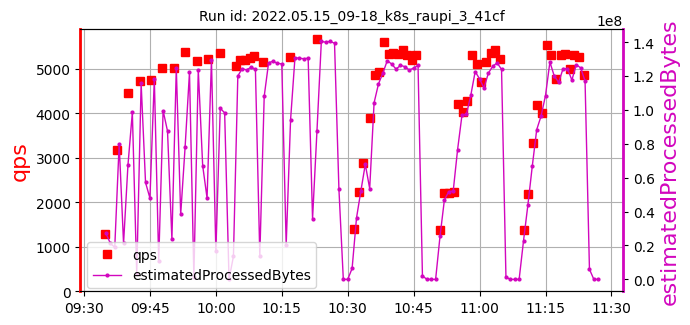 Run id: 2022.05.15_09-18_k8s_raupi_3_41cf
1e8
qps
5000
4000
3000
2000
1000
0
1.4
1.2
1.0
0.8
0.6
0.4
0.2
0.0
estimatedProcessedBytes
qps
estimatedProcessedBytes
09:30 09:45 10:00 10:15 10:30 10:45 11:00 11:15 11:30